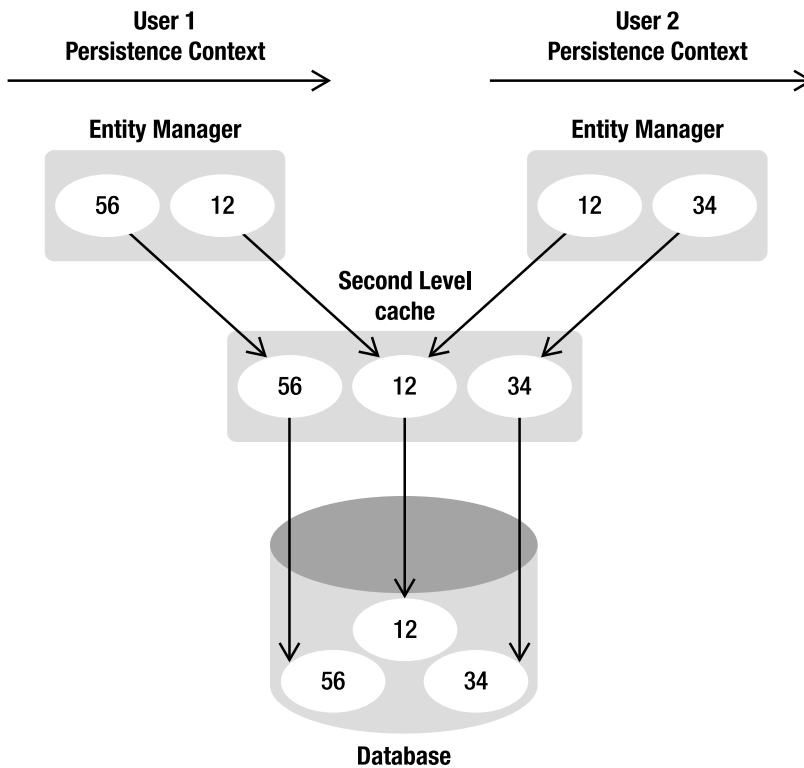 User 1
Persistence Context
User 2
Persistence Context
Entity Manager
Entity Manager
56
12
12
34
Second Level
cache
56
12
34
12
56
34
Database